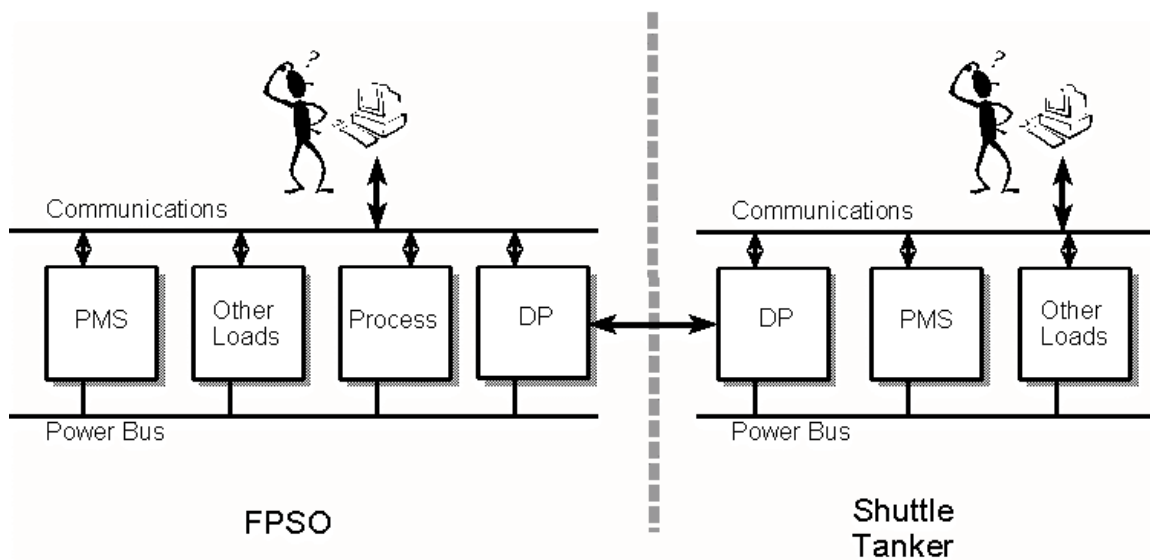 ?
?
Communications
Communications
PMS
Other
Loads
Process
DP
DP
PMS
Other
Loads
Power Bus
Power Bus
FPSO
Shuttle
Tanker